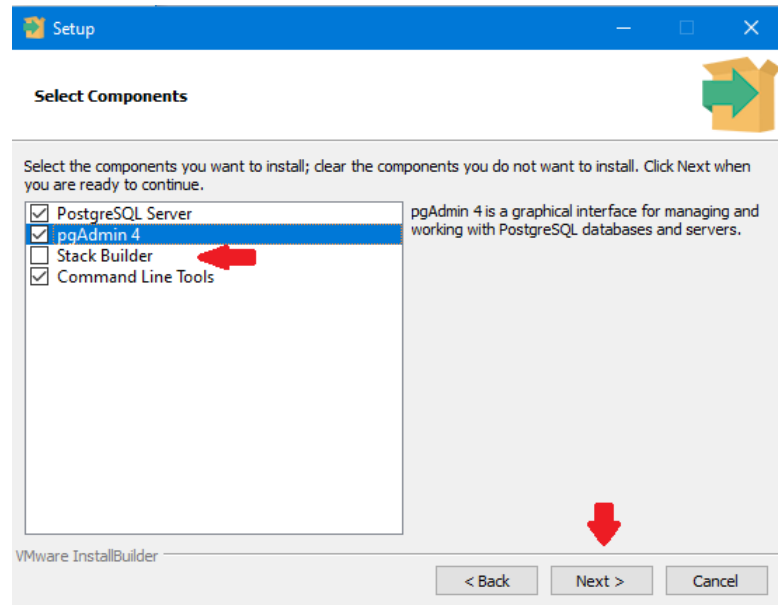 Setup
Select Components
Select the components you want to install; clear the components you do not want to install. Click Next when
you are ready to continue.
PostgreSQL Server
pgAdmin 4
Stack Builder
Command Line Tools
pgAdmin 4 is a graphical interface for managing and
working with PostgreSQL databases and servers.
VMware InstallBuilder
< Back
Next >
Cancel